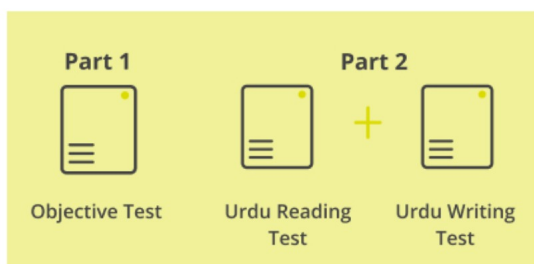 Part 1
Part 2
Objective Test
Urdu Reading
Test
Urdu Writing
Test